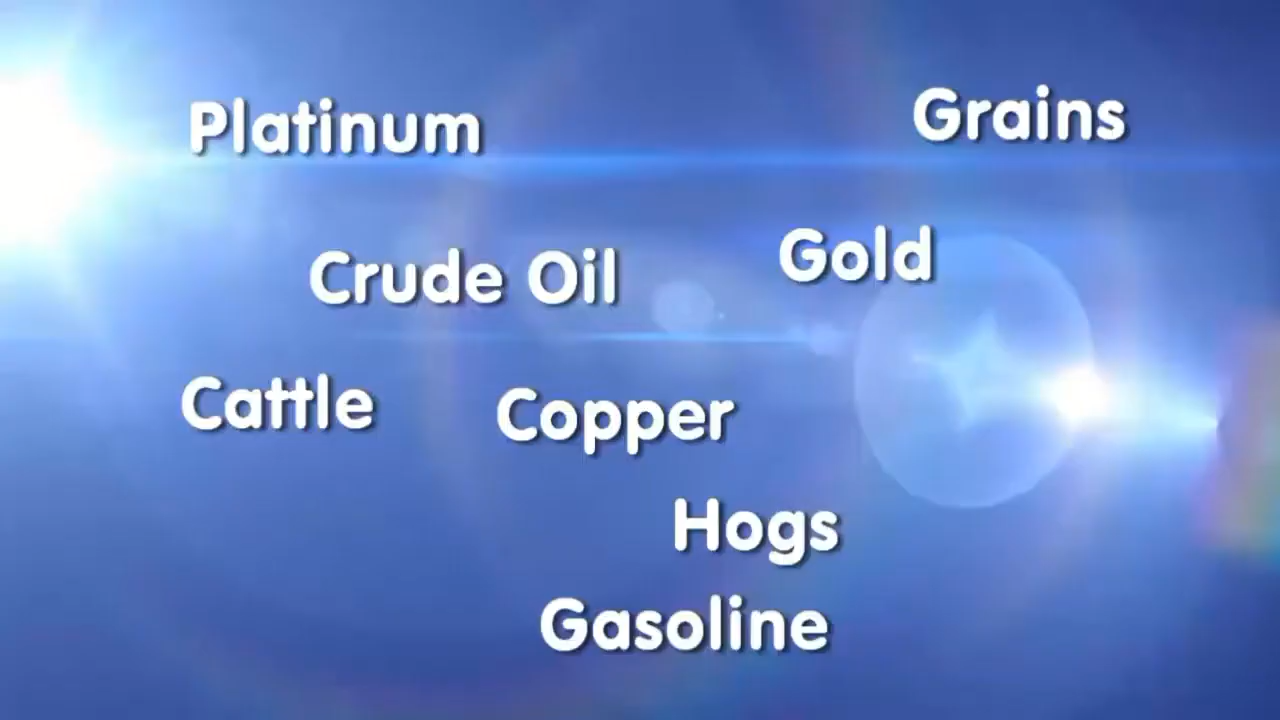 Platinum
Grains
Crude Oil
Gold
Cattle
Copper
Hogs
Gasoline